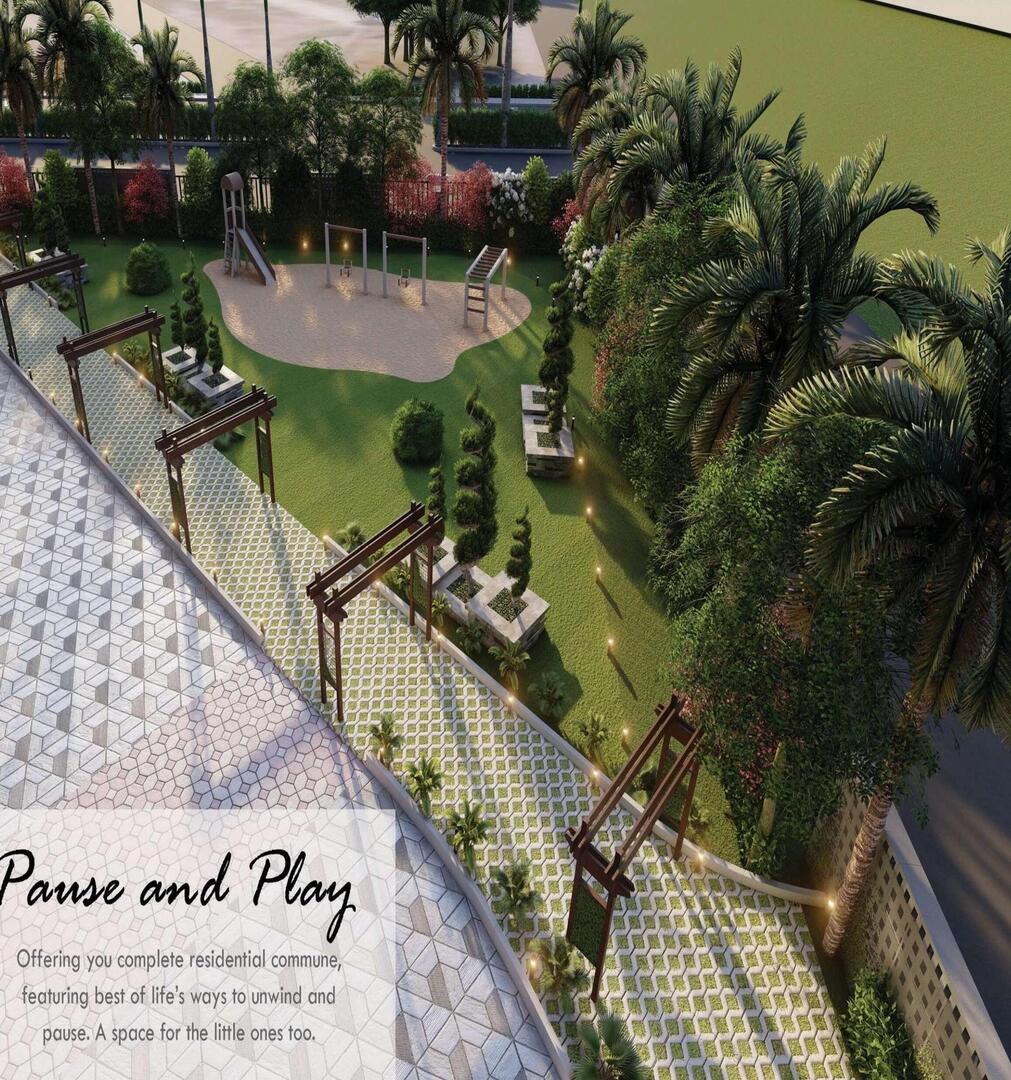 Pause and Play
Offering you complete residential commune,
featuring best of life's ways to unwind and
pause. A space for the little ones too.